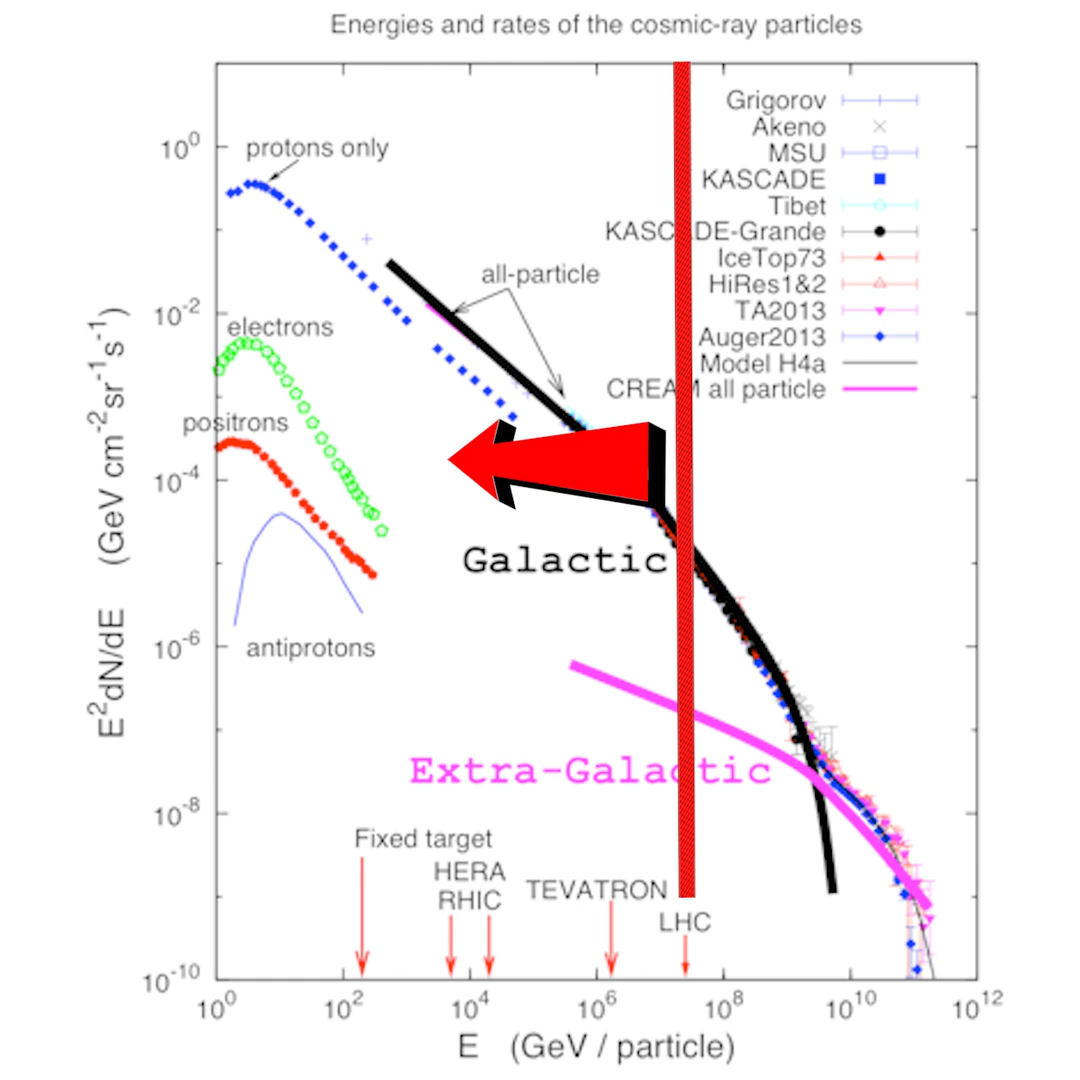 Energies and rates of the cosmic-ray particles
Grigorov
Akeno
MSU
KASCADE
Tibet
KASCADE-Grande
IceTop73
HiRes1&2
TA2013
Auger2013
Model H4a
CREAM all particle
protons only
all-particle
electrons
positrons
antiprotons
Galactic
Extra-Galactic
Fixed target
HERA
RHIC
TEVATRON
LHC
E²dN/dE (GeV cm⁻²sr⁻¹s⁻¹)
10⁰
10⁻²
10⁻⁴
10⁻⁶
10⁻⁸
10⁻¹⁰
10⁰ 10² 10⁴ 10⁶ 10⁸ 10¹⁰ 10¹²
E (GeV / particle)